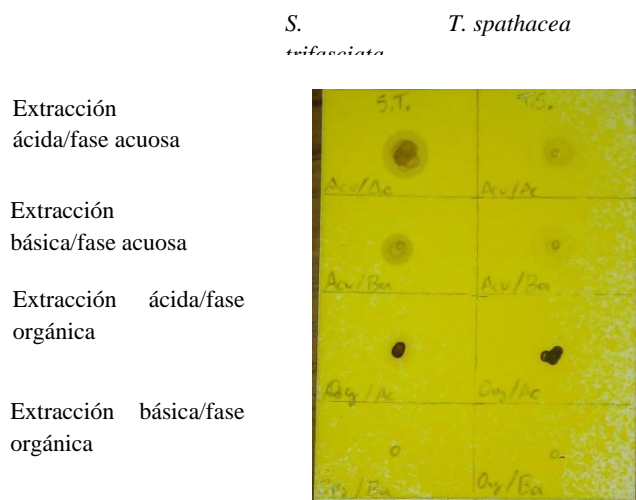 S. T. spathacea
trifasciata
S.T. T.S.
Extracción
ácida/fase acuosa
Acu/Ac Acu/Ac
Extracción
básica/fase acuosa
Acu/Ba Acu/Ba
Extracción ácida/fase
orgánica
Org/Ac Org/Ac
Extracción básica/fase
orgánica
Org/Ba Org/Ba